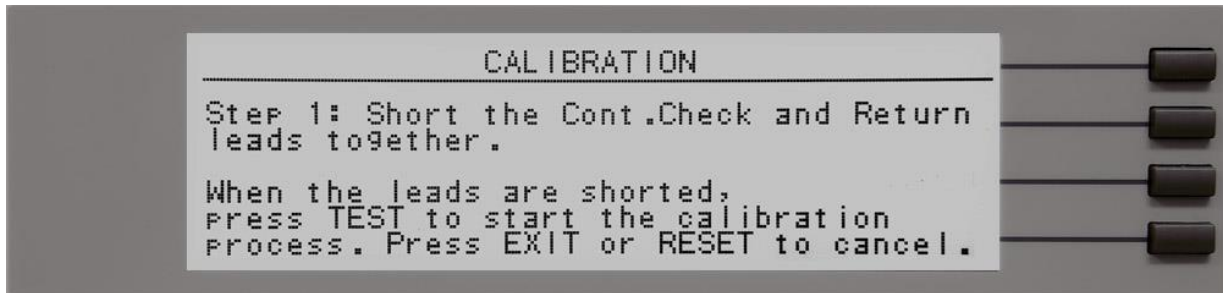 CALIBRATION
Step 1: Short the Cont.Check and Return
leads together.
When the leads are shorted,
press TEST to start the calibration
process. Press EXIT or RESET to cancel.